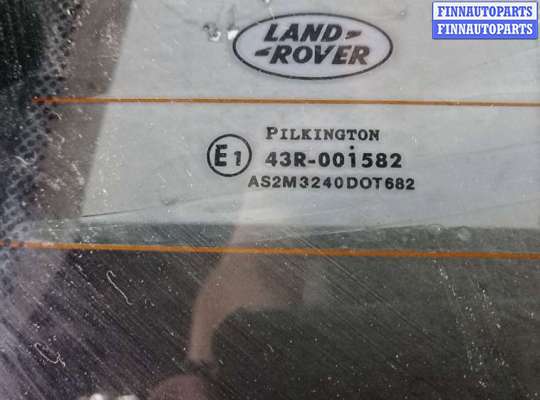 FINNAUTOPARTS
FINNAUTOPARTS
LAND-
-ROVER
PILKINGTON
E1 43R-001582
AS2M3240DOT682